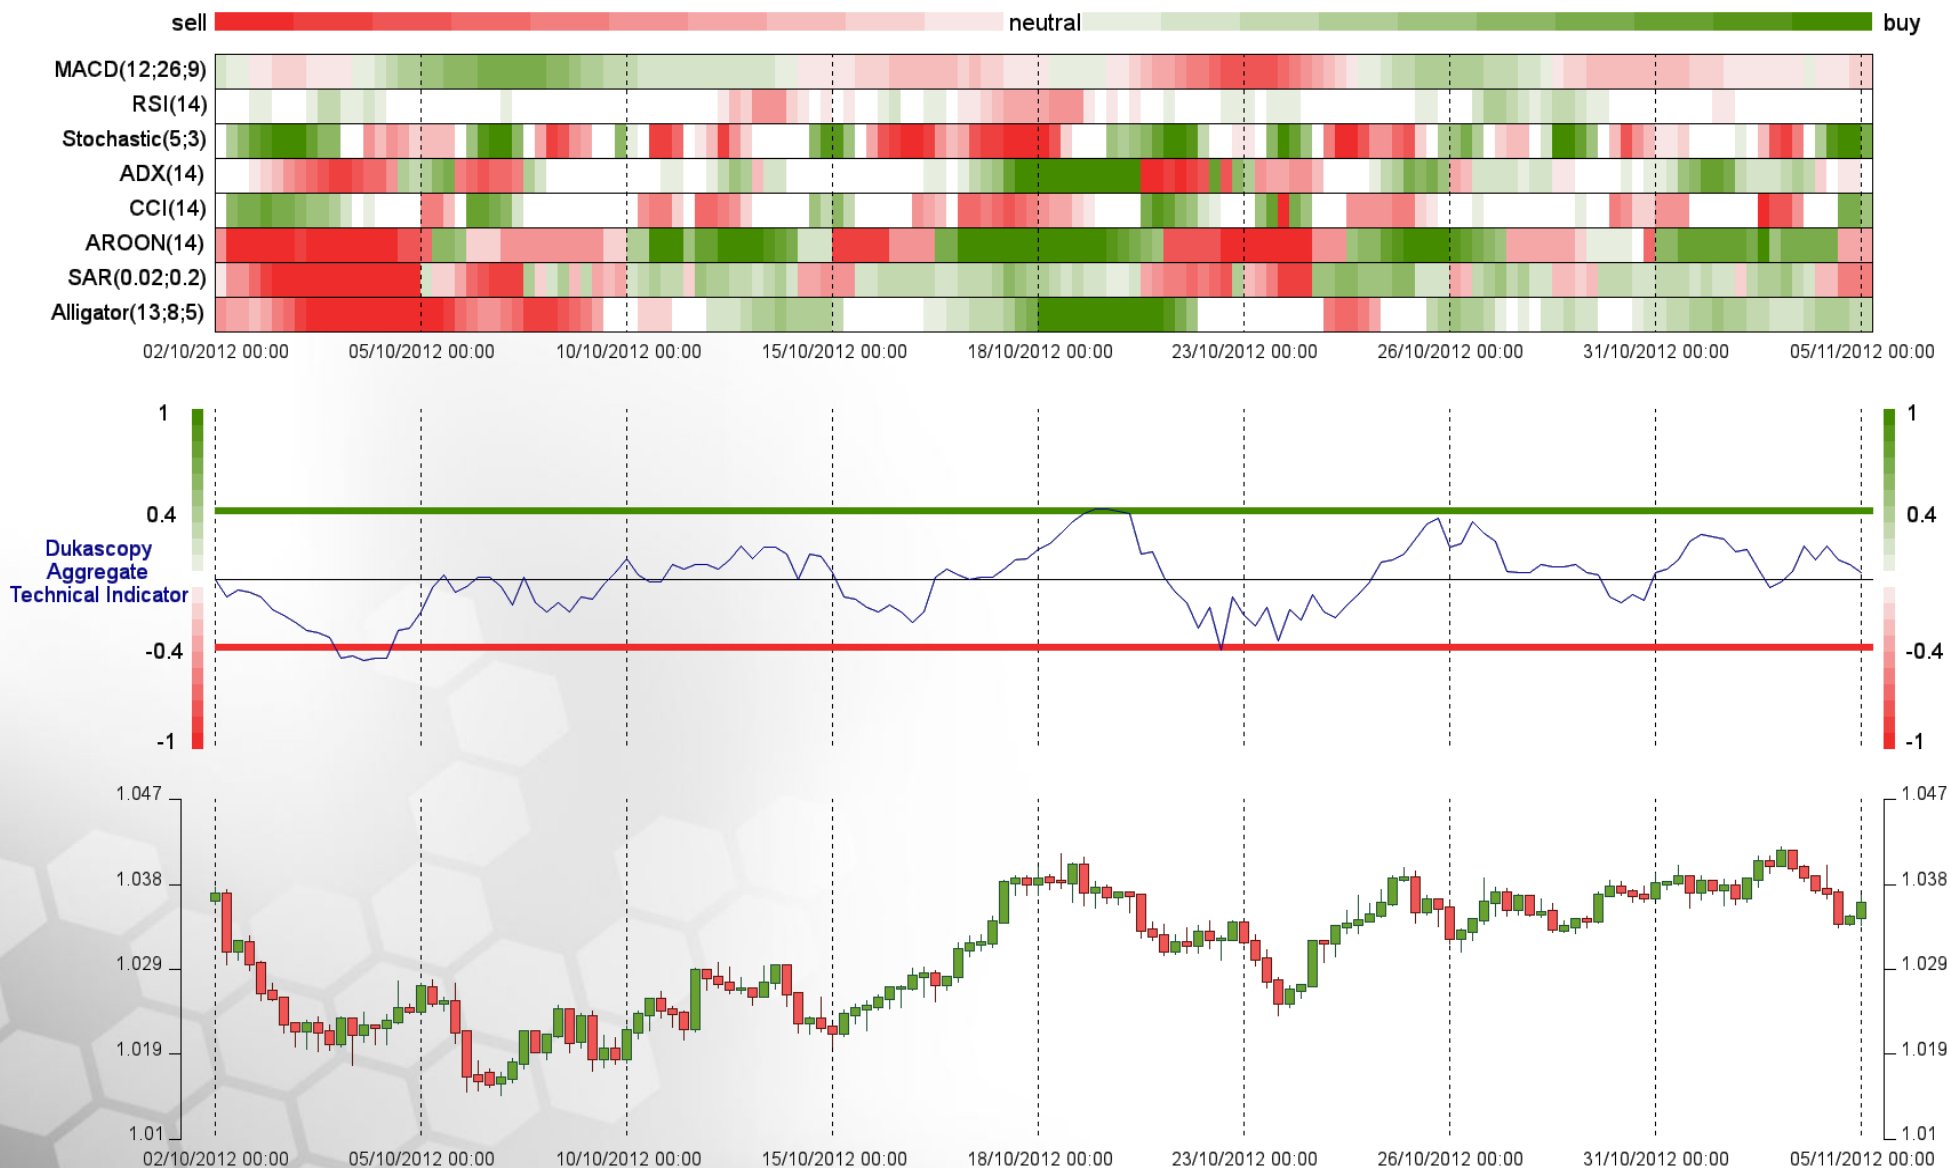 sell neutral buy
MACD(12;26;9)
RSI(14)
Stochastic(5;3)
ADX(14)
CCI(14)
AROON(14)
SAR(0.02;0.2)
Alligator(13;8;5)
02/10/2012 00:00 05/10/2012 00:00 10/10/2012 00:00 15/10/2012 00:00 18/10/2012 00:00 23/10/2012 00:00 26/10/2012 00:00 31/10/2012 00:00 05/11/2012 00:00
1 1
0.4 0.4
Dukascopy
Aggregate
Technical Indicator
-0.4 -0.4
-1 -1
1.047 1.047
1.038 1.038
1.029 1.029
1.019 1.019
1.01 1.01
02/10/2012 00:00 05/10/2012 00:00 10/10/2012 00:00 15/10/2012 00:00 18/10/2012 00:00 23/10/2012 00:00 26/10/2012 00:00 31/10/2012 00:00 05/11/2012 00:00